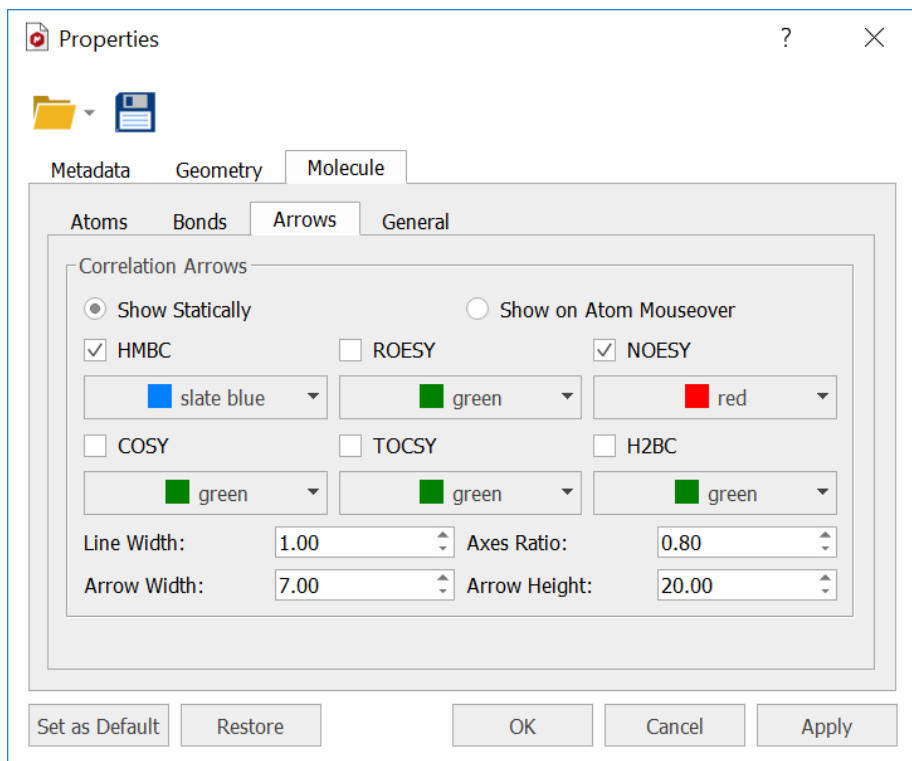 Properties
?
Metadata Geometry Molecule
Atoms Bonds Arrows General
Correlation Arrows
Show Statically Show on Atom Mouseover
HMBC ROESY NOESY
slate blue green red
COSY TOCSY H2BC
green green green
Line Width: 1.00 Axes Ratio: 0.80
Arrow Width: 7.00 Arrow Height: 20.00
Set as Default Restore OK Cancel Apply